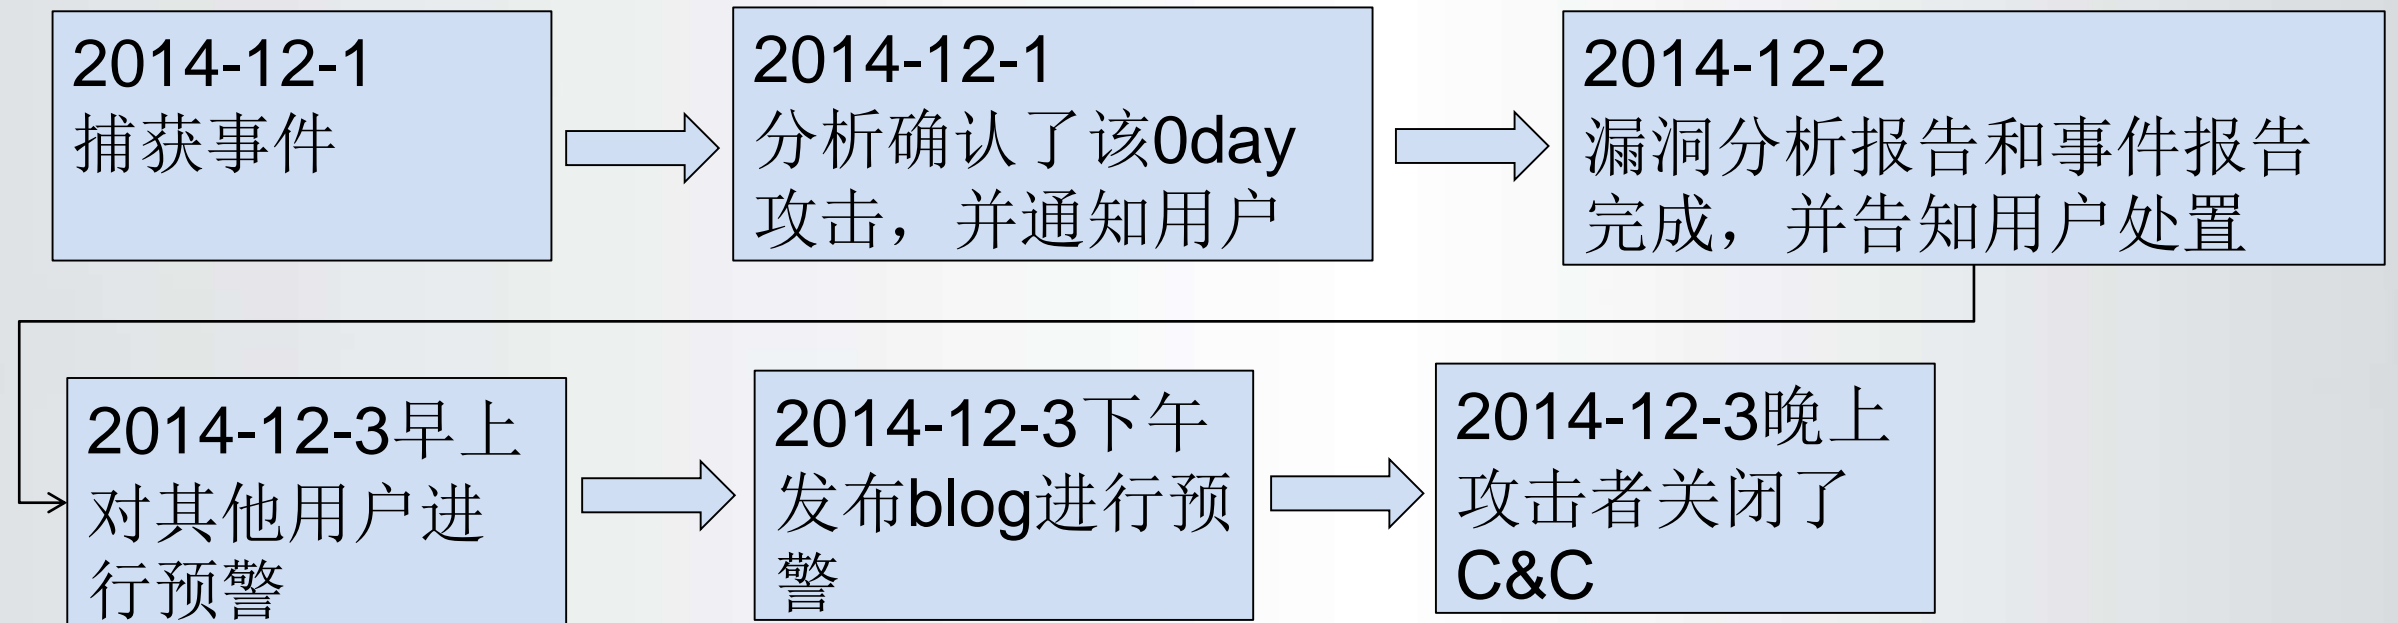 2014-12-1
捕获事件
2014-12-1
分析确认了该0day
攻击，并通知用户
2014-12-2
漏洞分析报告和事件报告
完成，并告知用户处置
2014-12-3早上
对其他用户进
行预警
2014-12-3下午
发布blog进行预
警
2014-12-3晚上
攻击者关闭了
C&C